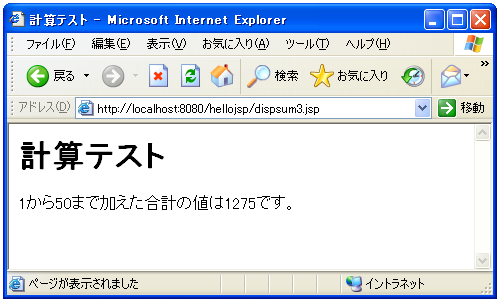 計算テスト - Microsoft Internet Explorer
ファイル(F) 編集(E) 表示(V) お気に入り(A) ツール(T) ヘルプ(H)
戻る 検索 お気に入り
アドレス(D) http://localhost:8080/hellojsp/dispsum3.jsp 移動
計算テスト
1から50まで加えた合計の値は1275です。
ページが表示されました イントラネット